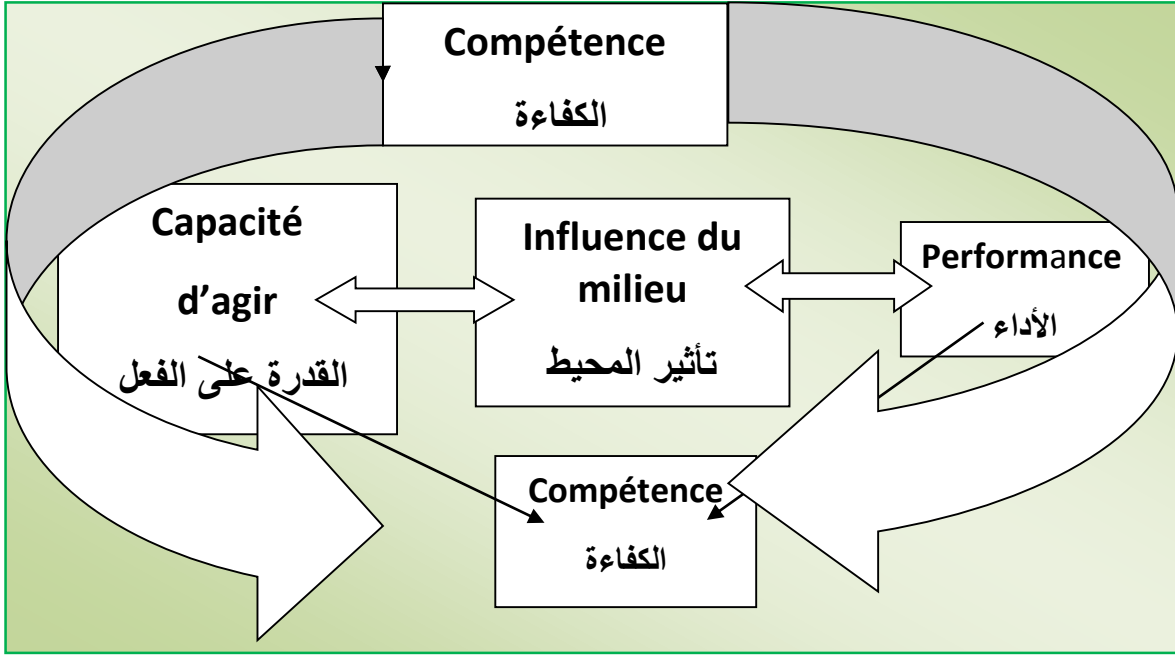 Compétence
الكفاءة
Capacité
d’agir
القدرة على الفعل
Influence du
milieu
تأثير المحيط
Performance
الأداء
Compétence
الكفاءة